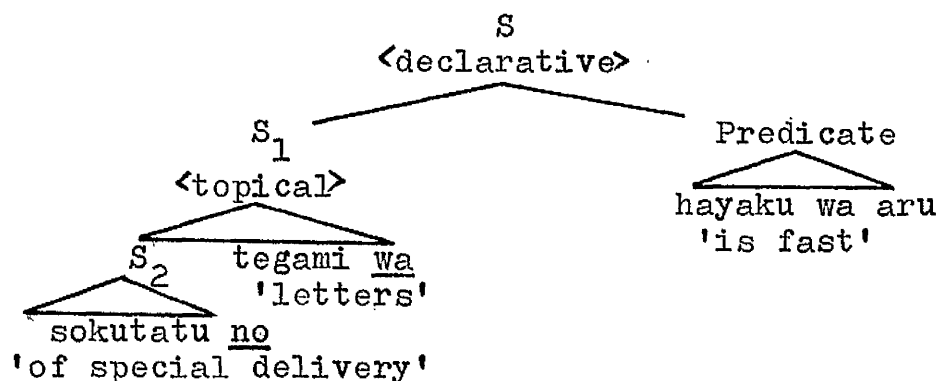 S
<declarative>
S₁ Predicate
<topical>
hayaku wa aru
'is fast'
S₂ tegami wa
'letters'
sokutatu no
'of special delivery'